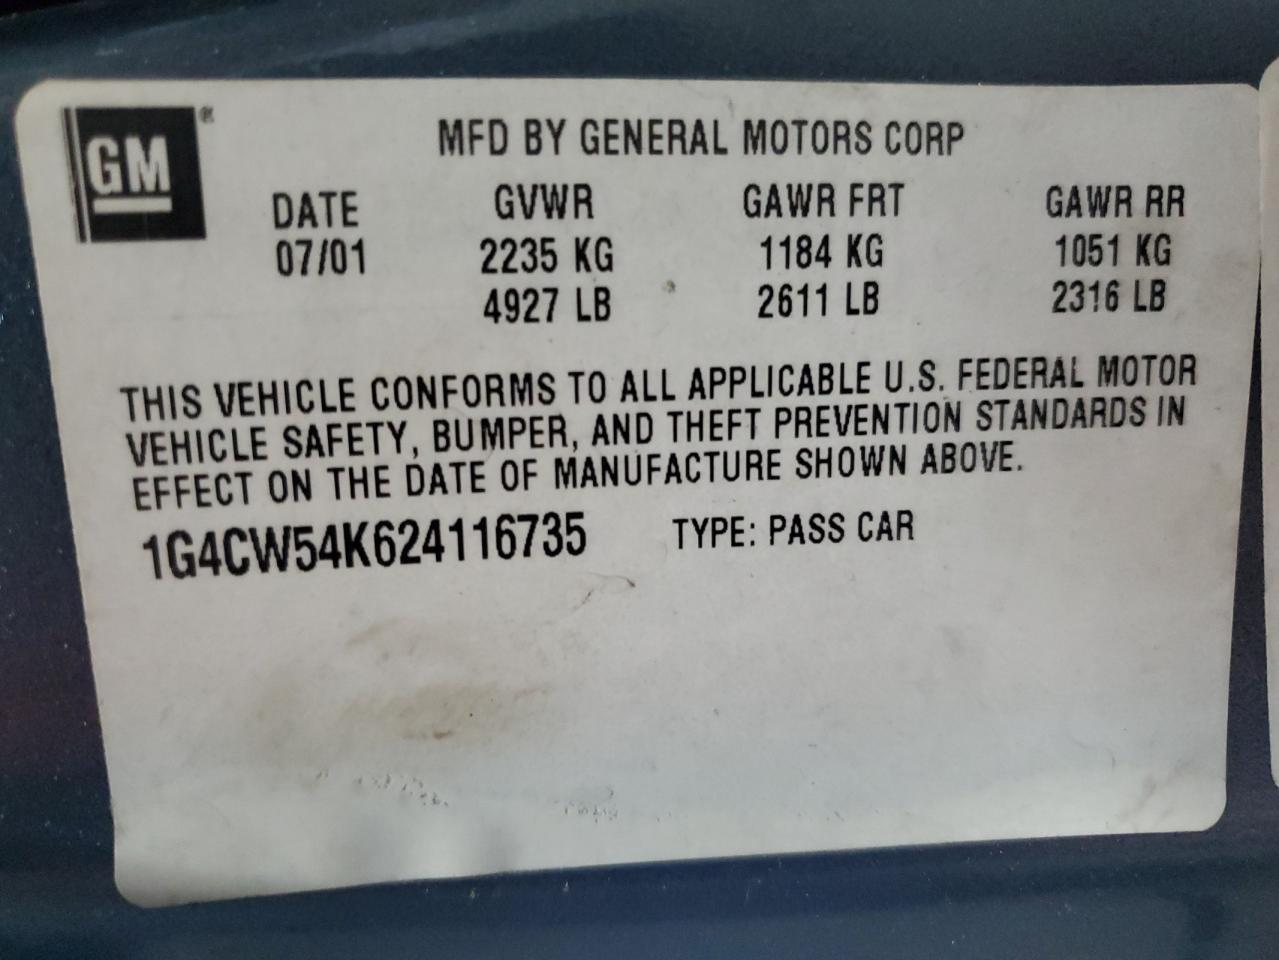 GM®
MFD BY GENERAL MOTORS CORP
DATE GVWR GAWR FRT GAWR RR
07/01 2235 KG 1184 KG 1051 KG
4927 LB 2611 LB 2316 LB
THIS VEHICLE CONFORMS TO ALL APPLICABLE U.S. FEDERAL MOTOR
VEHICLE SAFETY, BUMPER, AND THEFT PREVENTION STANDARDS IN
EFFECT ON THE DATE OF MANUFACTURE SHOWN ABOVE.
1G4CW54K624116735 TYPE: PASS CAR